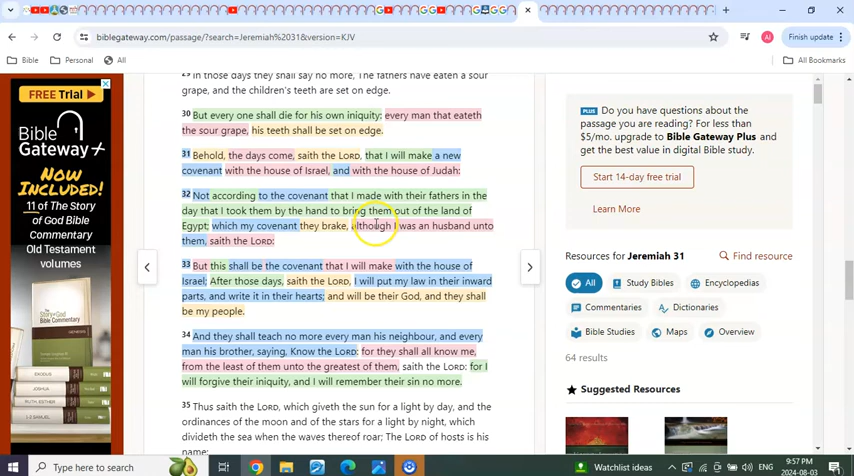 biblegateway.com/passage/?search=Jeremiah%2031&version=KJV
AI
Finish update
Bible
Personal
All
All Bookmarks
FREE Trial
BIBLE
GATEWAY+
NOW
INCLUDED!
11 of The Story
of God Bible
Commentary
Old Testament
volumes
EXODUS
JOSHUA
RUTH, ESTHER
1-2 SAMUEL
29 In those days they shall say no more, The fathers have eaten a sour
grape, and the children's teeth are set on edge.
30 But every one shall die for his own iniquity: every man that eateth
the sour grape, his teeth shall be set on edge.
31 Behold, the days come, saith the LORD, that I will make a new
covenant with the house of Israel, and with the house of Judah:
32 Not according to the covenant that I made with their fathers in the
day that I took them by the hand to bring them out of the land of
Egypt; which my covenant they brake, although I was an husband unto
them, saith the LORD:
33 But this shall be the covenant that I will make with the house of
Israel; After those days, saith the LORD, I will put my law in their inward
parts, and write it in their hearts; and will be their God, and they shall
be my people.
34 And they shall teach no more every man his neighbour, and every
man his brother, saying, Know the LORD: for they shall all know me,
from the least of them unto the greatest of them, saith the LORD: for I
will forgive their iniquity, and I will remember their sin no more.
35 Thus saith the LORD, which giveth the sun for a light by day, and the
ordinances of the moon and of the stars for a light by night, which
divideth the sea when the waves thereof roar; The LORD of hosts is his
name:
PLUS Do you have questions about the
passage you are reading? For less than
$5/mo. upgrade to Bible Gateway Plus and
get the best value in digital Bible study.
Start 14-day free trial
Learn More
Resources for Jeremiah 31
Find resource
All
Study Bibles
Encyclopedias
Commentaries
Dictionaries
Bible Studies
Maps
Overview
64 results
Suggested Resources
Type here to search
Watchlist ideas
ENG
9:57 PM
2024-08-03